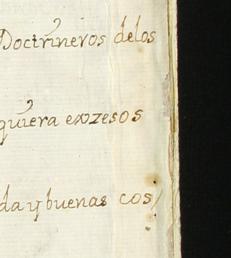 Doctrineros delos
quiera exzesos
da y buenas cos